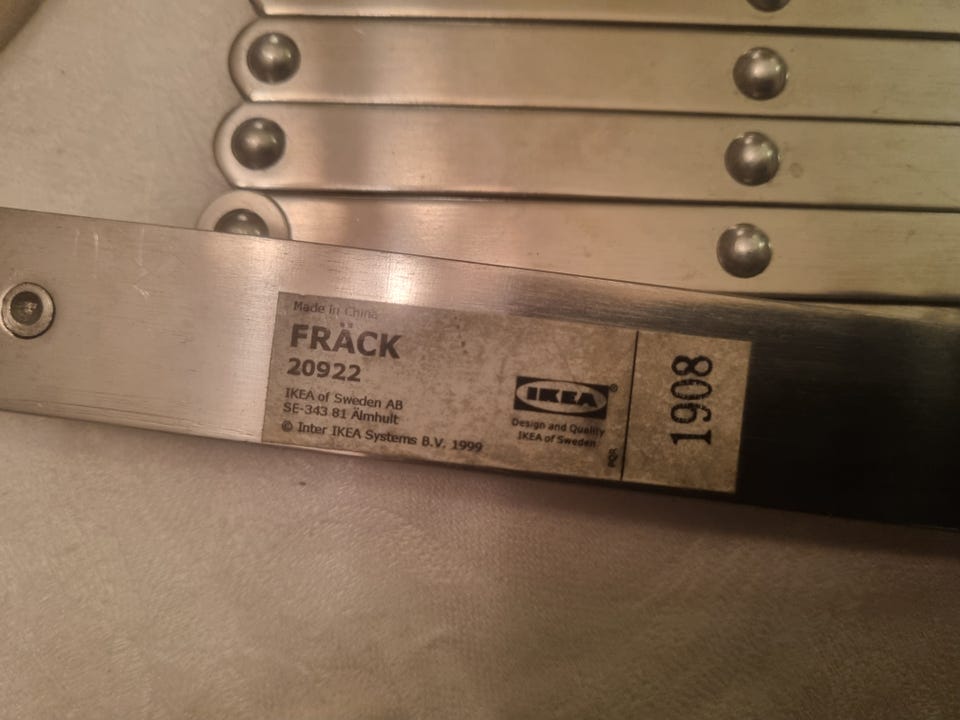 Made in China
FRÄCK
20922
IKEA of Sweden AB
SE-343 81 Älmhult
© Inter IKEA Systems B.V. 1999
IKEA®
Design and Quality
IKEA of Sweden
PQR
1908